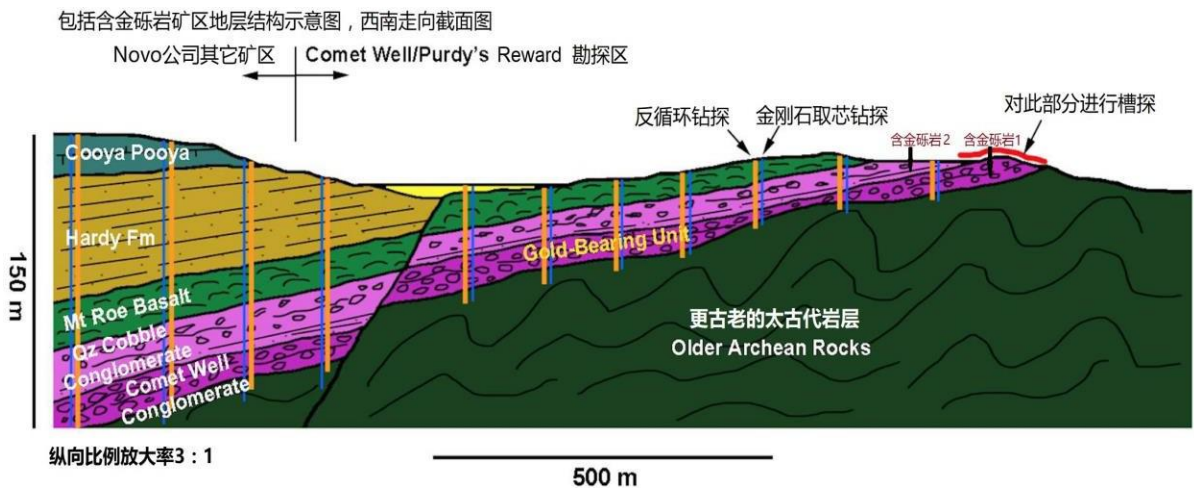 包括含金砾岩矿区地层结构示意图，西南走向截面图
Novo公司其它矿区
Comet Well/Purdy's Reward 勘探区
反循环钻探
金刚石取芯钻探
含金砾岩2
含金砾岩1
对此部分进行槽探
Cooya Pooya
Hardy Fm
Gold-Bearing Unit
Mt Roe Basalt
Qz Cobble
Conglomerate
Comet Well
Conglomerate
更古老的太古代岩层
Older Archean Rocks
150 m
纵向比例放大率3：1
500 m